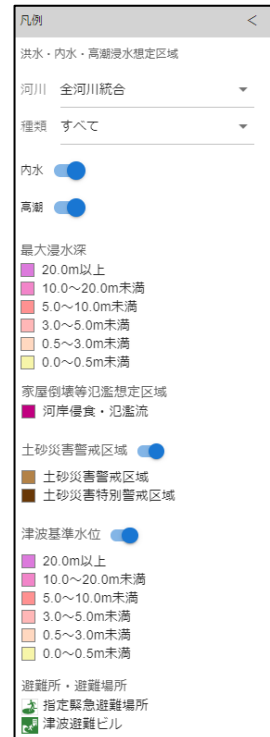 凡例 <
洪水・内水・高潮浸水想定区域
河川 全河川統合
種類 すべて
内水
高潮
最大浸水深
20.0m以上
10.0～20.0m未満
5.0～10.0m未満
3.0～5.0m未満
0.5～3.0m未満
0.0～0.5m未満
家屋倒壊等氾濫想定区域
河岸侵食・氾濫流
土砂災害警戒区域
土砂災害警戒区域
土砂災害特別警戒区域
津波基準水位
20.0m以上
10.0～20.0m未満
5.0～10.0m未満
3.0～5.0m未満
0.5～3.0m未満
0.0～0.5m未満
避難所・避難場所
指定緊急避難場所
津波避難ビル